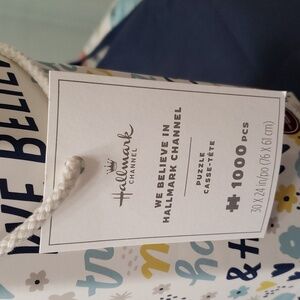 Hallmark
CHANNEL
WE BELIEVE IN
HALLMARK CHANNEL
PUZZLE
CASSE-TÊTE
1000 PCS
30 X 24 in/po (76 X 61 cm)
WE BELIE
&